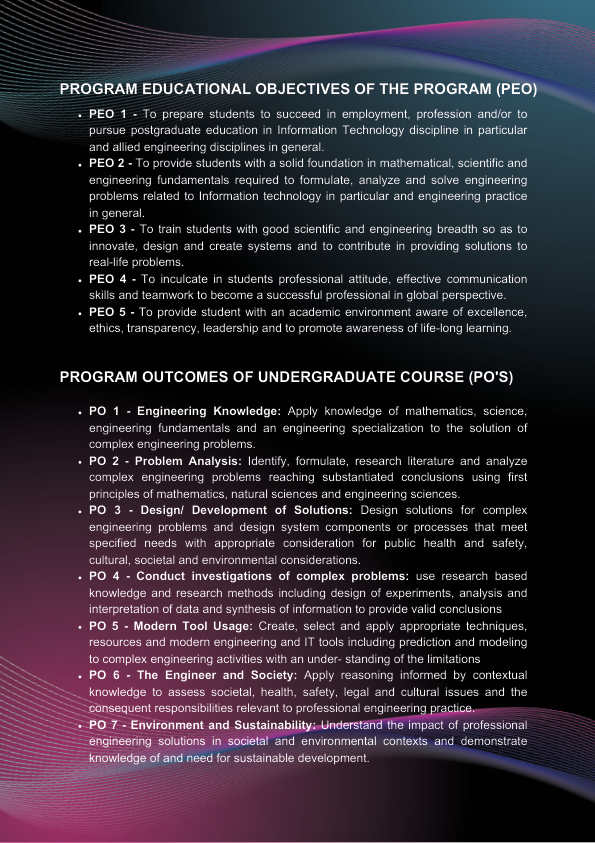 PROGRAM EDUCATIONAL OBJECTIVES OF THE PROGRAM (PEO)
• PEO 1 - To prepare students to succeed in employment, profession and/or to
pursue postgraduate education in Information Technology discipline in particular
and allied engineering disciplines in general.
• PEO 2 - To provide students with a solid foundation in mathematical, scientific and
engineering fundamentals required to formulate, analyze and solve engineering
problems related to Information technology in particular and engineering practice
in general.
• PEO 3 - To train students with good scientific and engineering breadth so as to
innovate, design and create systems and to contribute in providing solutions to
real-life problems.
• PEO 4 - To inculcate in students professional attitude, effective communication
skills and teamwork to become a successful professional in global perspective.
• PEO 5 - To provide student with an academic environment aware of excellence,
ethics, transparency, leadership and to promote awareness of life-long learning.
PROGRAM OUTCOMES OF UNDERGRADUATE COURSE (PO'S)
• PO 1 - Engineering Knowledge: Apply knowledge of mathematics, science,
engineering fundamentals and an engineering specialization to the solution of
complex engineering problems.
• PO 2 - Problem Analysis: Identify, formulate, research literature and analyze
complex engineering problems reaching substantiated conclusions using first
principles of mathematics, natural sciences and engineering sciences.
• PO 3 - Design/ Development of Solutions: Design solutions for complex
engineering problems and design system components or processes that meet
specified needs with appropriate consideration for public health and safety,
cultural, societal and environmental considerations.
• PO 4 - Conduct investigations of complex problems: use research based
knowledge and research methods including design of experiments, analysis and
interpretation of data and synthesis of information to provide valid conclusions
• PO 5 - Modern Tool Usage: Create, select and apply appropriate techniques,
resources and modern engineering and IT tools including prediction and modeling
to complex engineering activities with an under- standing of the limitations
• PO 6 - The Engineer and Society: Apply reasoning informed by contextual
knowledge to assess societal, health, safety, legal and cultural issues and the
consequent responsibilities relevant to professional engineering practice.
• PO 7 - Environment and Sustainability: Understand the impact of professional
engineering solutions in societal and environmental contexts and demonstrate
knowledge of and need for sustainable development.